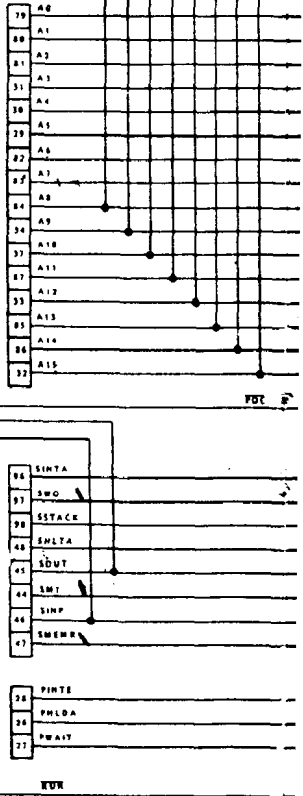 79 A0
80 A1
81 A2
31 A3
30 A4
29 A5
82 A6
83 A7
84 A8
34 A9
37 A10
87 A11
33 A12
85 A13
86 A14
32 A15
POC
96 SINTA
97 SWO
98 SSTACK
48 SHLTA
45 SOUT
44 SM1
46 SINP
47 SMEMR
28 PINTE
26 PHLDA
27 PWAIT
RUN